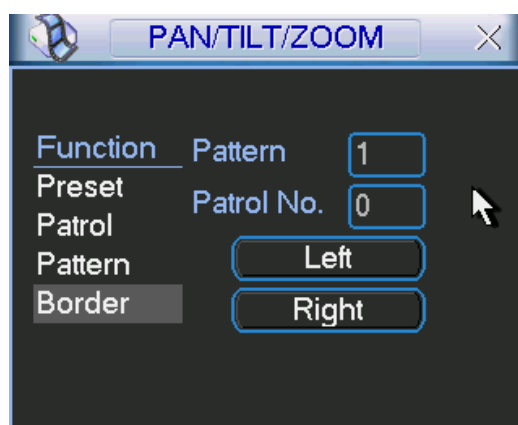 PAN/TILT/ZOOM
Function
Preset
Patrol
Pattern
Border
Pattern 1
Patrol No. 0
Left
Right